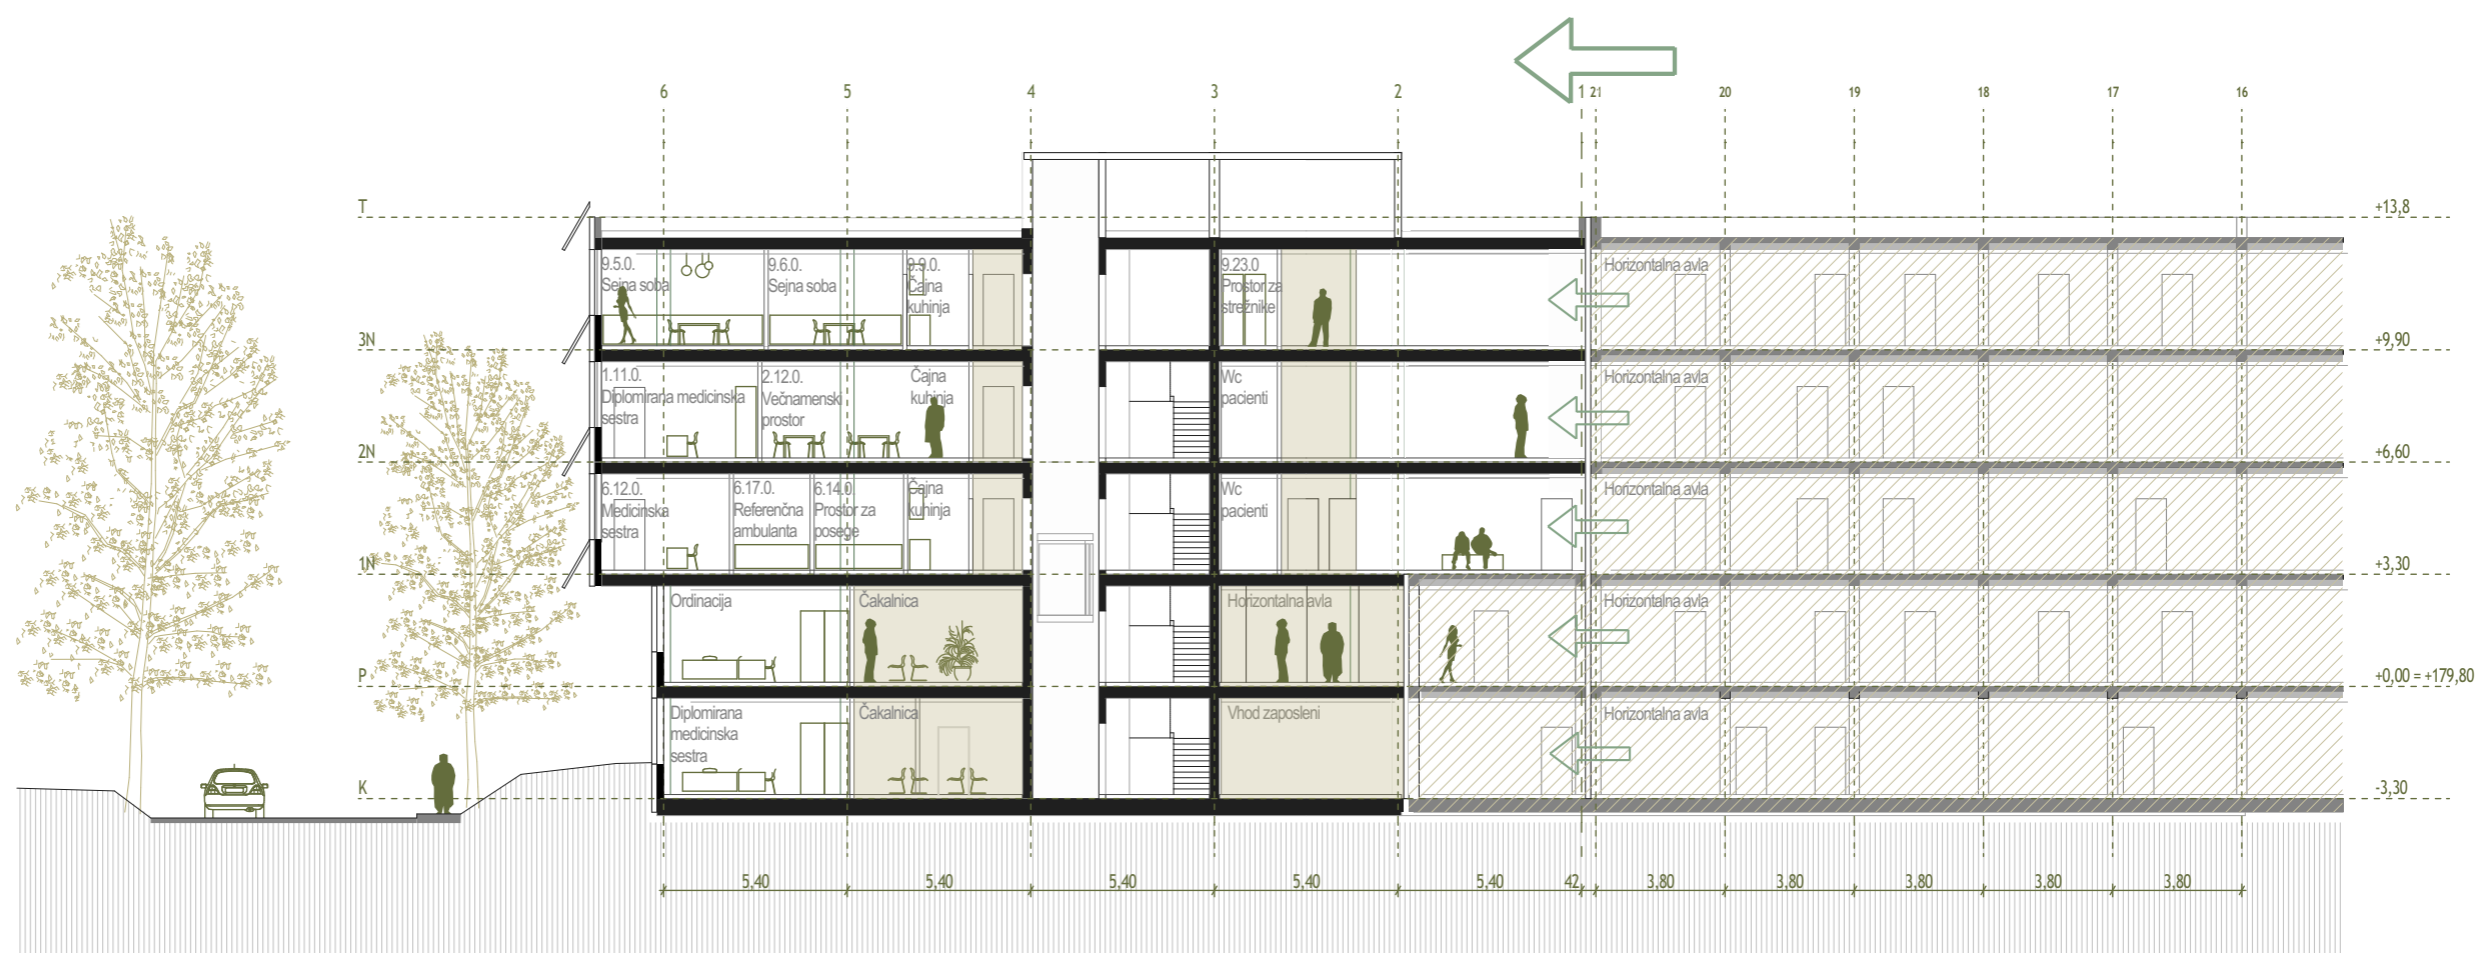 6 5 4 3 2 1 21 20 19 18 17 16
T +13,8
9.5.0.
Sejna soba
9.6.0.
Sejna soba
9.9.0.
Čajna
kuhinja
9.23.0
Prostor za
strežnike
Horizontalna avla
3N +9,90
1.11.0.
Diplomirana medicinska
sestra
2.12.0.
Večnamenski
prostor
Čajna
kuhinja
Wc
pacienti
Horizontalna avla
2N +6,60
6.12.0.
Medicinska
sestra
6.17.0.
Referenčna
ambulanta
6.14.0.
Prostor za
posege
Čajna
kuhinja
Wc
pacienti
Horizontalna avla
1N +3,30
Ordinacija
Čakalnica
Horizontalna avla
Horizontalna avla
P +0,00 = +179,80
Diplomirana
medicinska
sestra
Čakalnica
Vhod zaposleni
Horizontalna avla
K -3,30
5,40 5,40 5,40 5,40 5,40 42 3,80 3,80 3,80 3,80 3,80